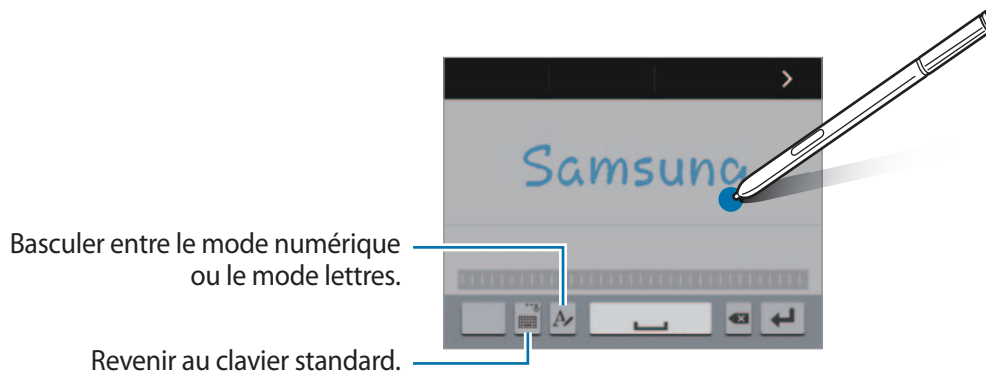 Samsung
Basculer entre le mode numérique
ou le mode lettres.
Revenir au clavier standard.